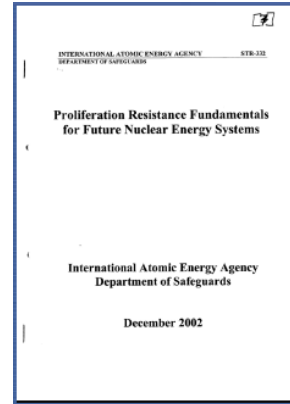 INTERNATIONAL ATOMIC ENERGY AGENCY STR-332
DEPARTMENT OF SAFEGUARDS
Proliferation Resistance Fundamentals
for Future Nuclear Energy Systems
International Atomic Energy Agency
Department of Safeguards
December 2002